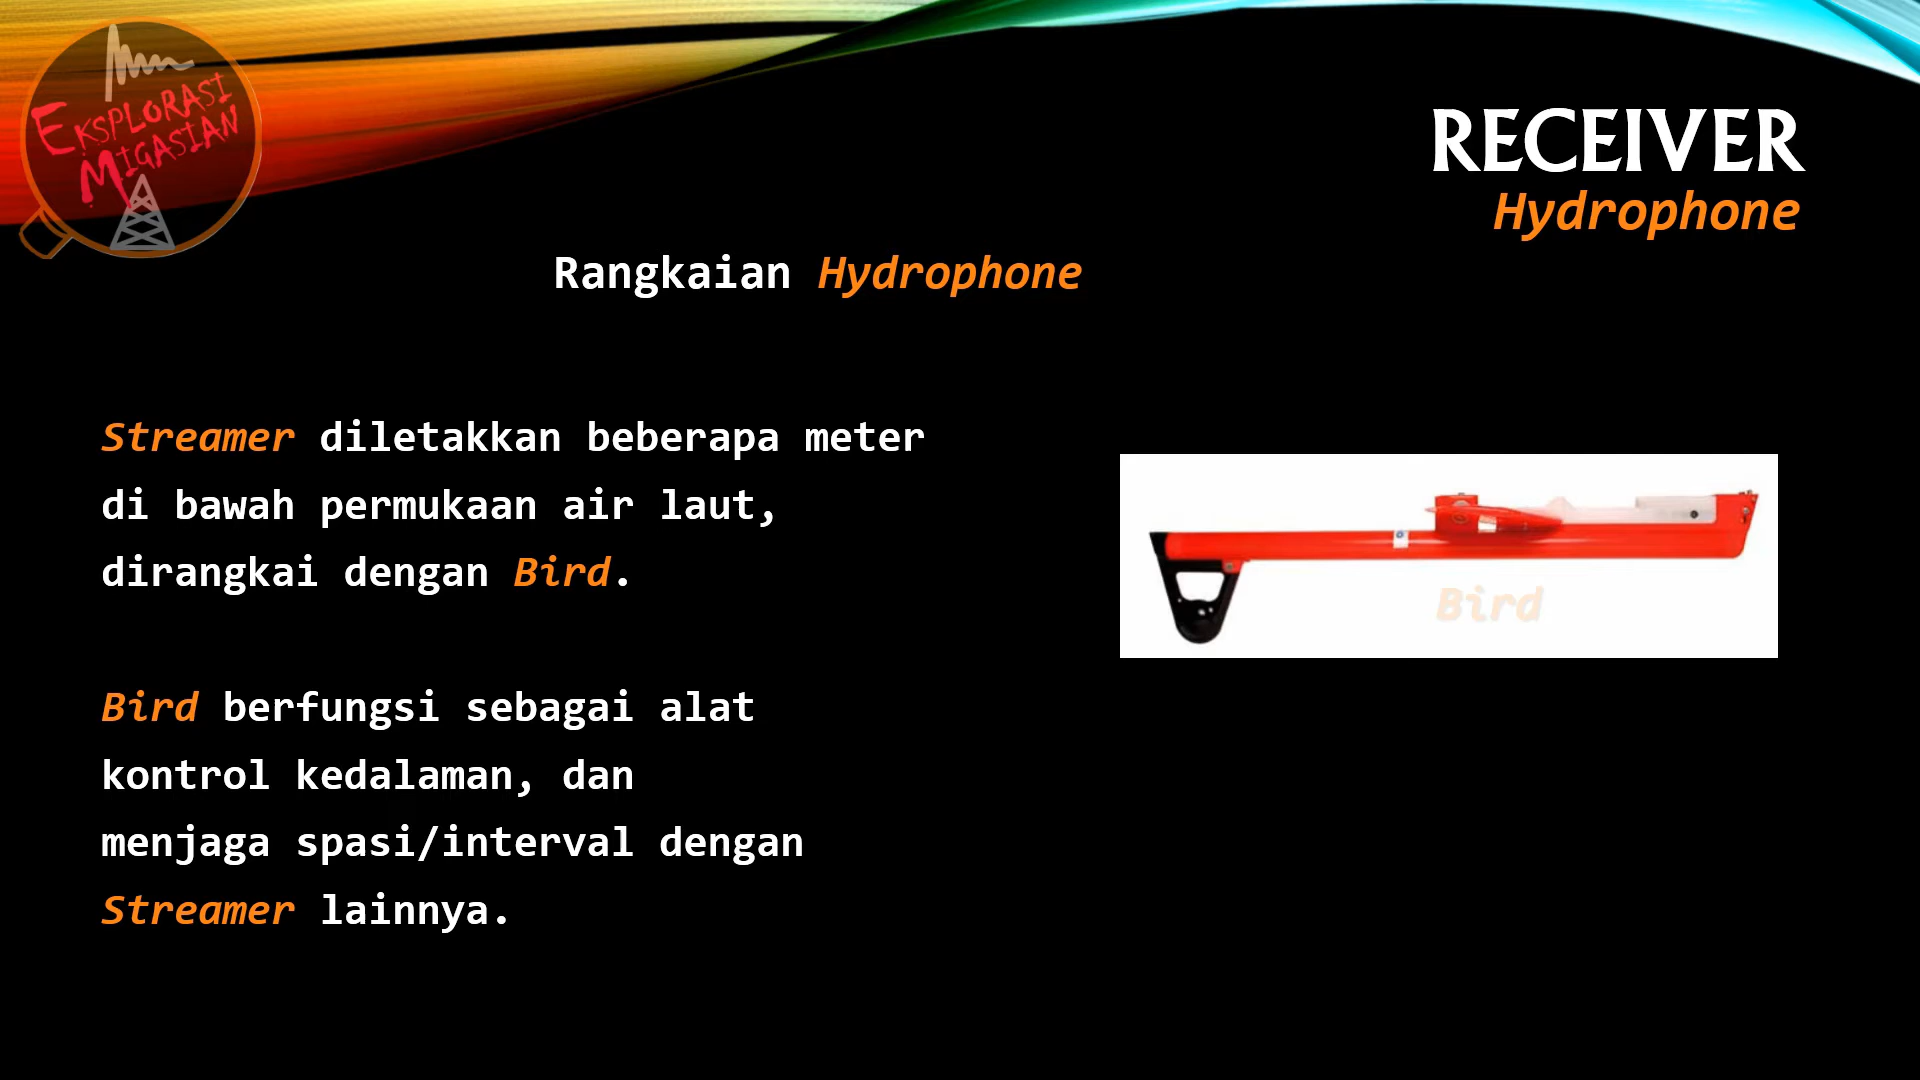 EKSPLORASI
MIGASIAN
RECEIVER
Hydrophone
Rangkaian Hydrophone
Streamer diletakkan beberapa meter
di bawah permukaan air laut,
dirangkai dengan Bird.
Bird
Bird berfungsi sebagai alat
kontrol kedalaman, dan
menjaga spasi/interval dengan
Streamer lainnya.